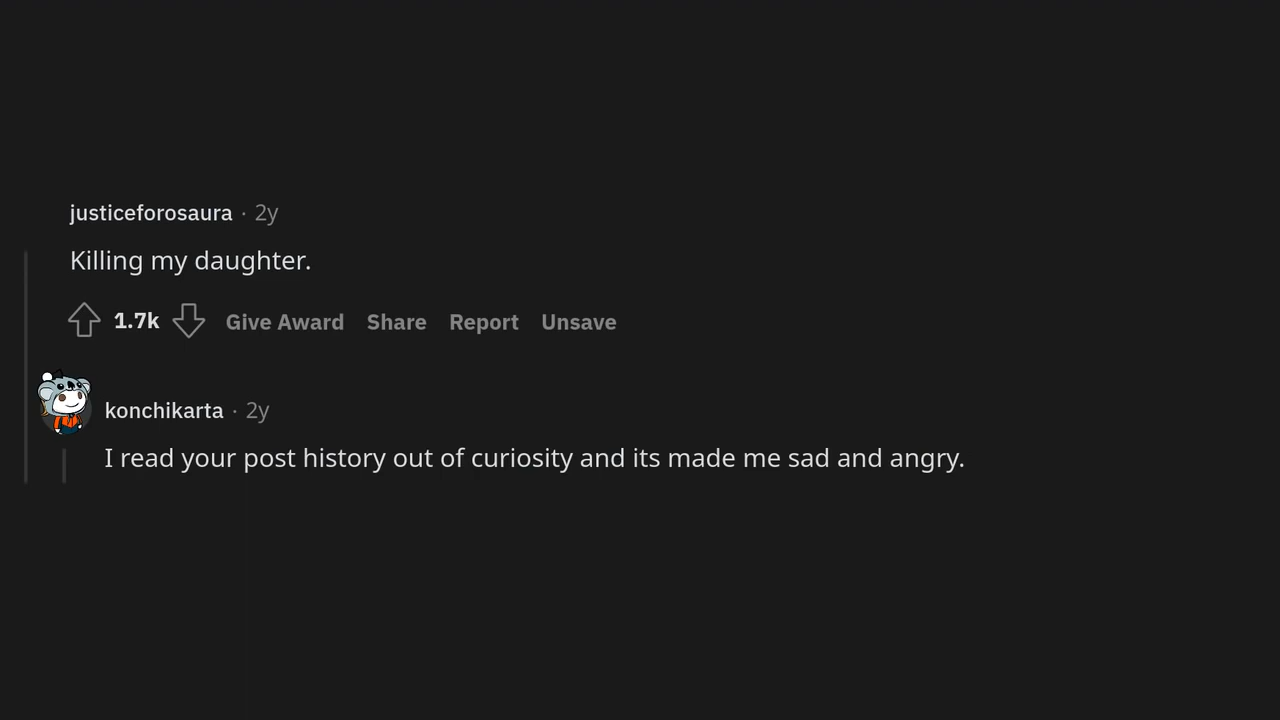 justiceforosaura · 2y
Killing my daughter.
1.7k Give Award Share Report Unsave
konchikarta · 2y
I read your post history out of curiosity and its made me sad and angry.